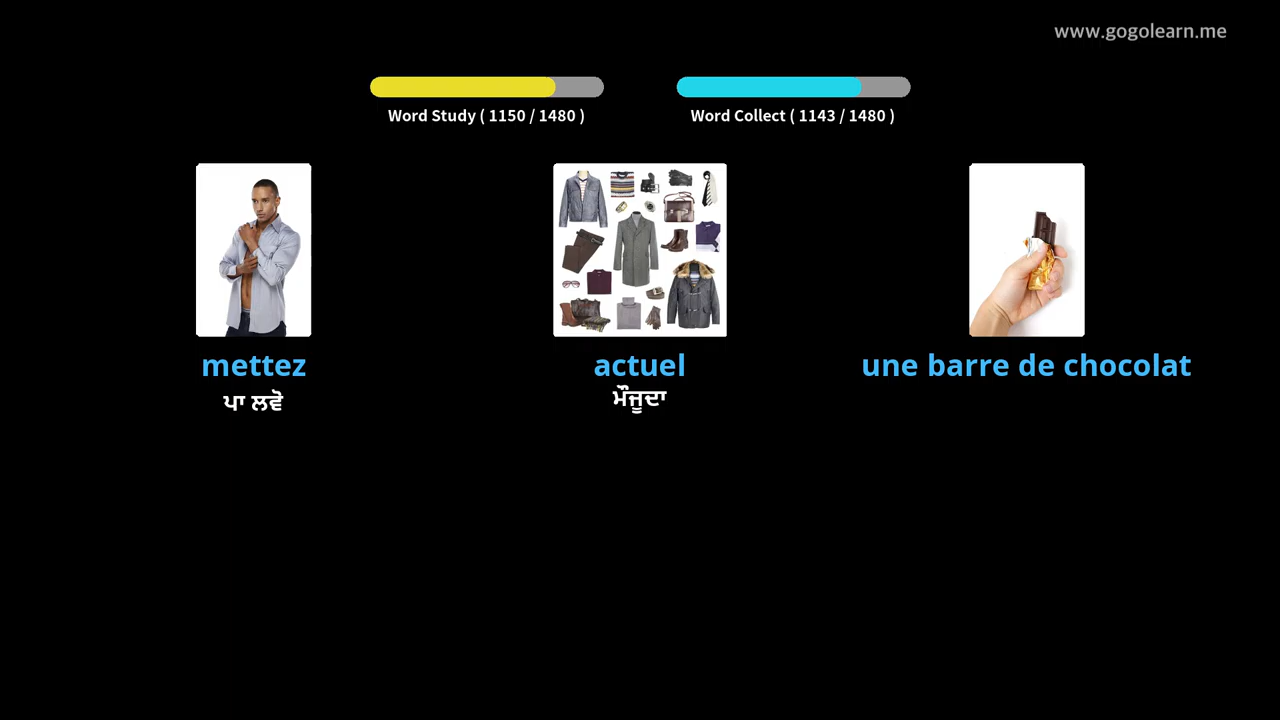 www.gogolearn.me
Word Study ( 1150 / 1480 )
Word Collect ( 1143 / 1480 )
mettez
ਪਾ ਲਵੋ
actuel
ਮੌਜੂਦਾ
une barre de chocolat